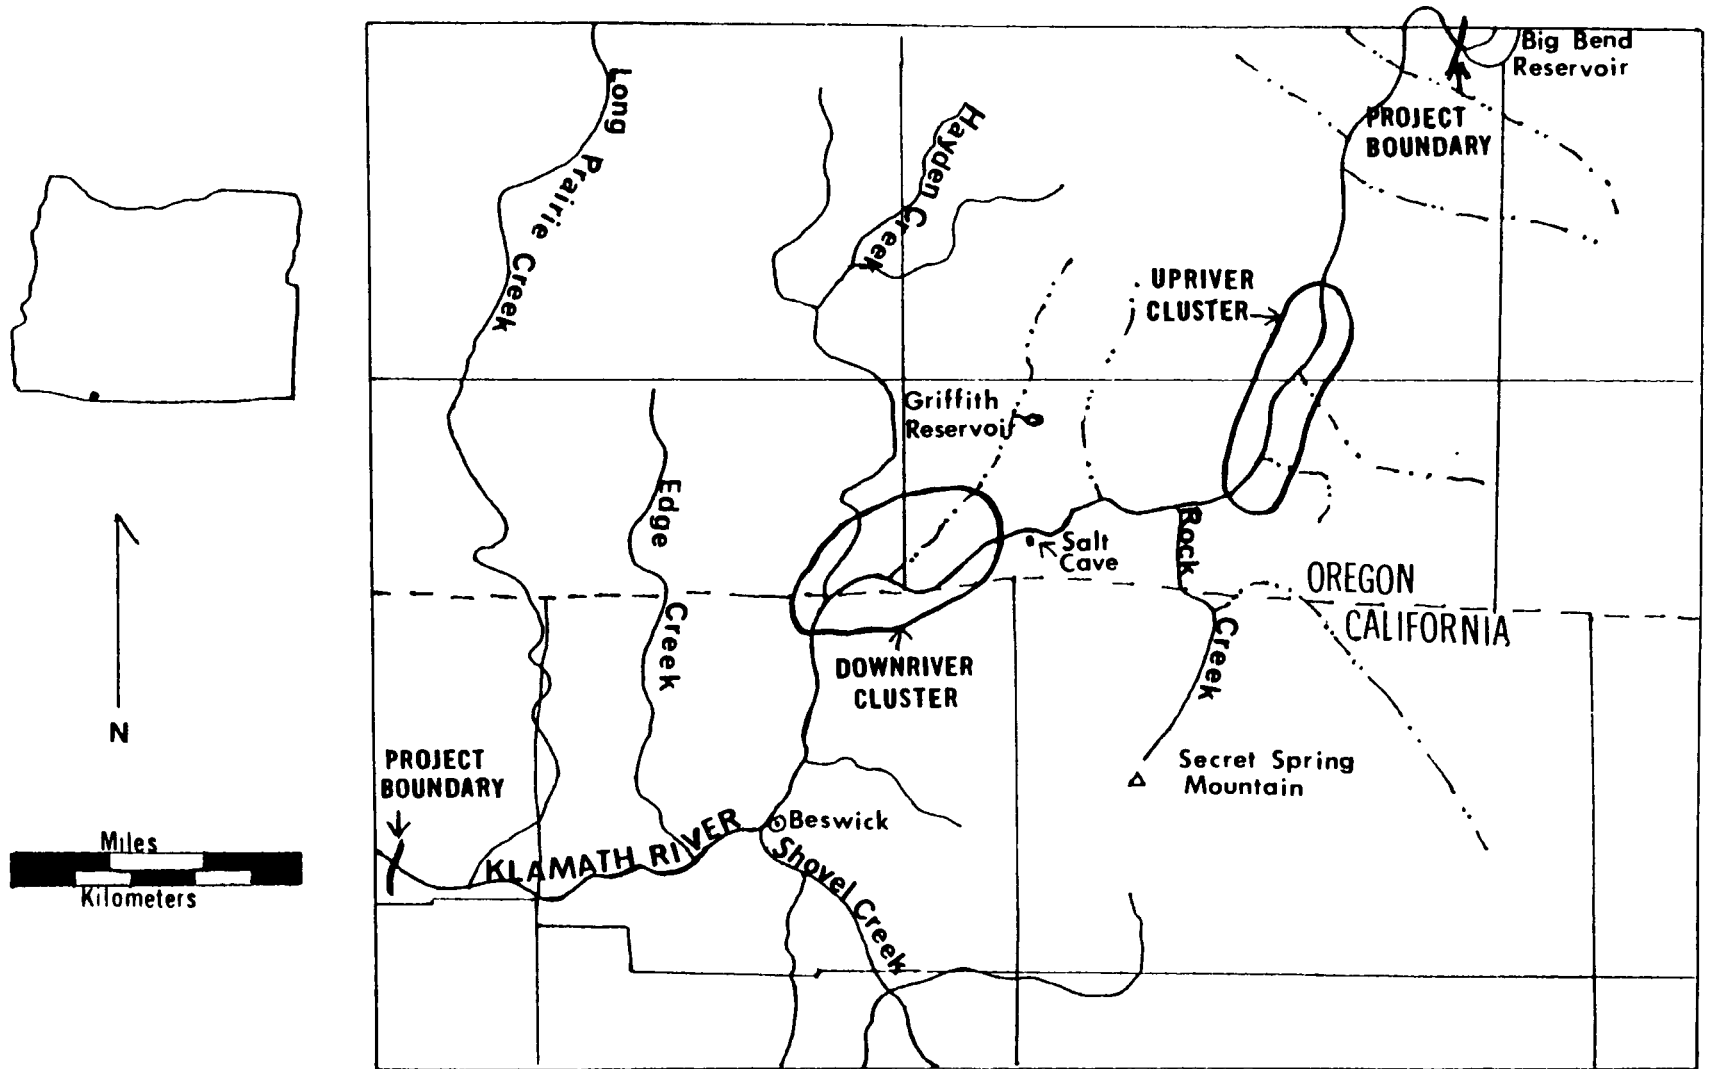 Big Bend
Reservoir
PROJECT
BOUNDARY
Long Prairie Creek
Hayden Creek
UPRIVER
CLUSTER
Griffith
Reservoir
Edge Creek
Salt
Cave
Rock Creek
OREGON
CALIFORNIA
DOWNRIVER
CLUSTER
N
PROJECT
BOUNDARY
Secret Spring
Mountain
Beswick
KLAMATH RIVER
Shovel Creek
Miles
Kilometers